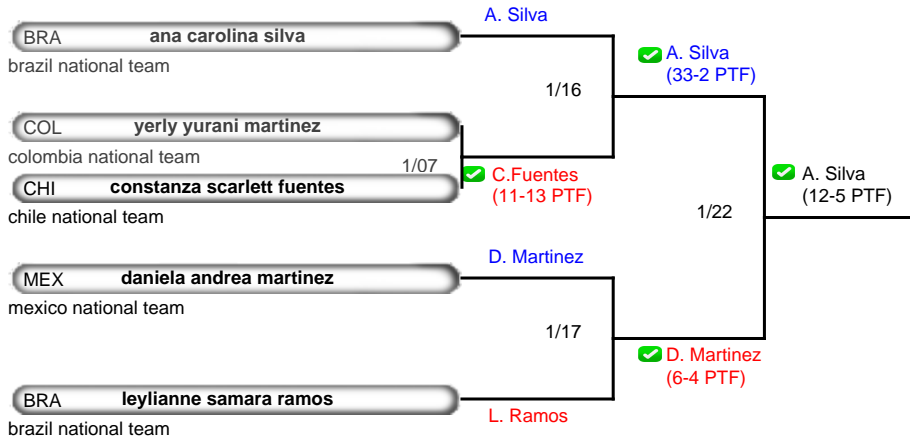 A. Silva
BRA ana carolina silva
brazil national team
A. Silva
(33-2 PTF)
1/16
COL yerly yurani martinez
colombia national team
1/07
C.Fuentes
(11-13 PTF)
CHI constanza scarlett fuentes
chile national team
A. Silva
(12-5 PTF)
1/22
D. Martinez
MEX daniela andrea martinez
mexico national team
1/17
D. Martinez
(6-4 PTF)
BRA leylianne samara ramos
L. Ramos
brazil national team